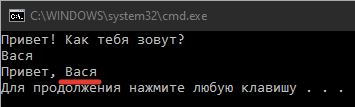 C:\WINDOWS\system32\cmd.exe
Привет! Как тебя зовут?
Вася
Привет, Вася
Для продолжения нажмите любую клавишу . . .